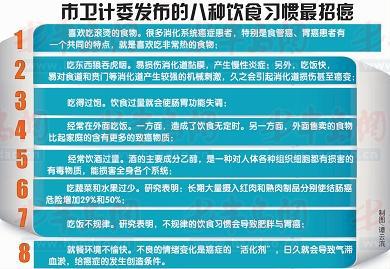 市卫计委发布的八种饮食习惯最招癌
1
喜欢吃滚烫的食物。很多消化系统癌症患者，特别是食管癌、胃癌患者有
一个共同的特点，就是喜欢吃非常热的食物；
2
吃东西狼吞虎咽。易损伤消化道黏膜，产生慢性炎症；另外，吃饭快，
易对食道和贲门等消化道产生较强的机械刺激，久之会引起消化道损伤甚至癌变；
3
吃得过饱。饮食过量就会使肠胃功能失调；
4
经常在外面吃饭。一方面，造成了饮食无定时。另一方面，外面售卖的食物
比起家庭的含有更多的致癌物质；
5
经常饮酒过量。酒的主要成分乙醇，是一种对人体各种组织细胞都有损害的
有毒物质，能损害全身各个系统；
6
吃蔬菜和水果过少。研究表明：长期大量摄入红肉和熟肉制品分别使结肠癌
危险增加29%和50%；
7
吃饭不规律。研究表明，不规律的饮食习惯会导致肥胖与胃癌；
8
就餐环境不愉快。不良的情绪变化是癌症的“活化剂”，日久就会导致气滞
血淤，给癌症的发生创造条件。
制图